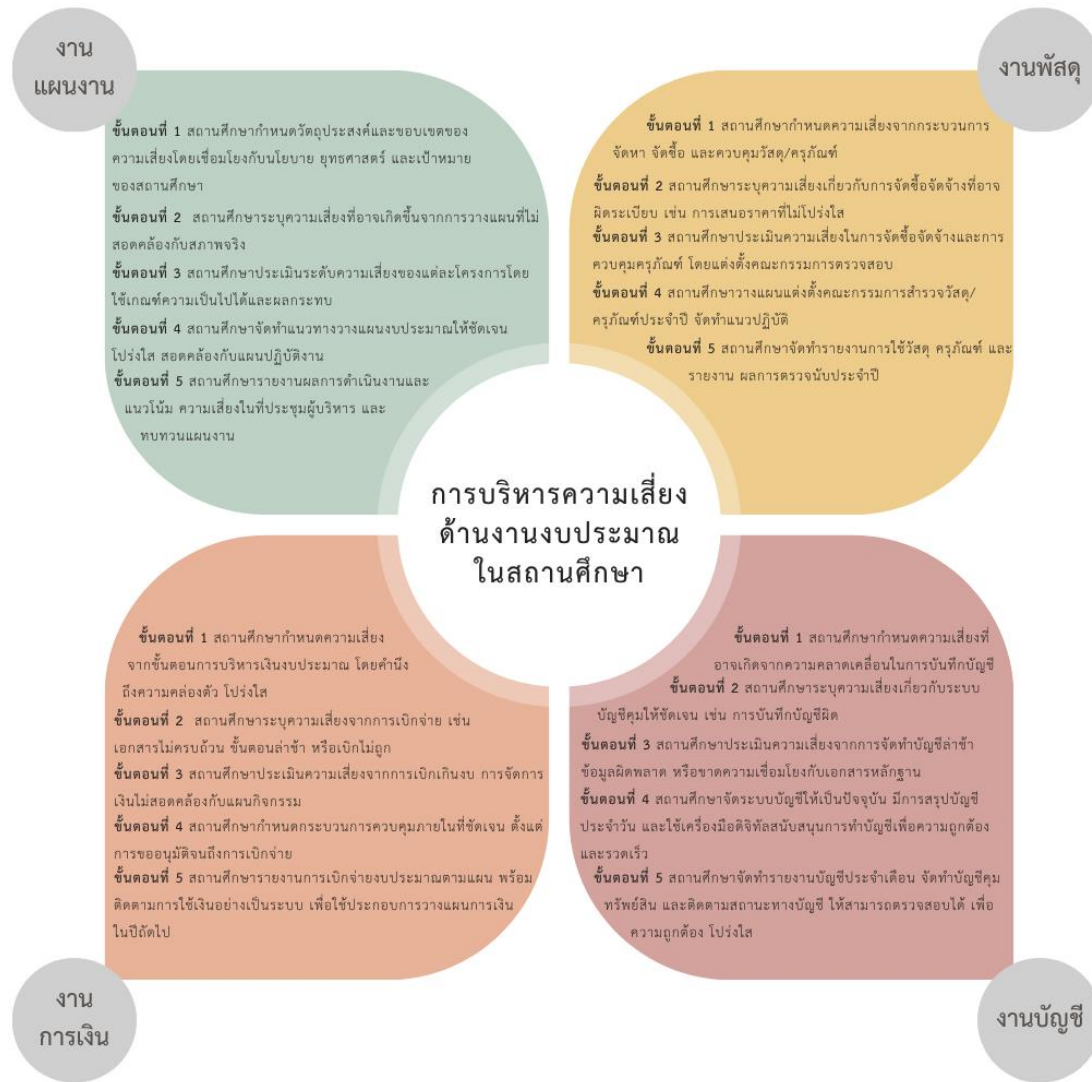 งาน
แผนงาน
ขั้นตอนที่ 1 สถานศึกษากำหนดวัตถุประสงค์และขอบเขตของ
ความเสี่ยงโดยเชื่อมโยงกับนโยบาย ยุทธศาสตร์ และเป้าหมาย
ของสถานศึกษา
ขั้นตอนที่ 2 สถานศึกษาระบุความเสี่ยงที่อาจเกิดขึ้นจากการวางแผนที่ไม่
สอดคล้องกับสภาพจริง
ขั้นตอนที่ 3 สถานศึกษาประเมินระดับความเสี่ยงของแต่ละโครงการโดย
ใช้เกณฑ์ความเป็นไปได้และผลกระทบ
ขั้นตอนที่ 4 สถานศึกษาจัดทำแนวทางวางแผนงบประมาณให้ชัดเจน
โปร่งใส สอดคล้องกับแผนปฏิบัติงาน
ขั้นตอนที่ 5 สถานศึกษารายงานผลการดำเนินงานและ
แนวโน้ม ความเสี่ยงในที่ประชุมผู้บริหาร และ
ทบทวนแผนงาน
งานพัสดุ
ขั้นตอนที่ 1 สถานศึกษากำหนดความเสี่ยงจากกระบวนการ
จัดหา จัดซื้อ และควบคุมวัสดุ/ครุภัณฑ์
ขั้นตอนที่ 2 สถานศึกษาระบุความเสี่ยงเกี่ยวกับการจัดซื้อจัดจ้างที่อาจ
ผิดระเบียบ เช่น การเสนอราคาที่ไม่โปร่งใส
ขั้นตอนที่ 3 สถานศึกษาประเมินความเสี่ยงในการจัดซื้อจัดจ้างและการ
ควบคุมครุภัณฑ์ โดยแต่งตั้งคณะกรรมการตรวจสอบ
ขั้นตอนที่ 4 สถานศึกษาวางแผนแต่งตั้งคณะกรรมการสำรวจวัสดุ/
ครุภัณฑ์ประจำปี จัดทำแนวปฏิบัติ
ขั้นตอนที่ 5 สถานศึกษาจัดทำรายงานการใช้วัสดุ ครุภัณฑ์ และ
รายงาน ผลการตรวจนับประจำปี
การบริหารความเสี่ยง
ด้านงานงบประมาณ
ในสถานศึกษา
ขั้นตอนที่ 1 สถานศึกษากำหนดความเสี่ยง
จากขั้นตอนการบริหารเงินงบประมาณ โดยคำนึง
ถึงความคล่องตัว โปร่งใส
ขั้นตอนที่ 2 สถานศึกษาระบุความเสี่ยงจากการเบิกจ่าย เช่น
เอกสารไม่ครบถ้วน ขั้นตอนล่าช้า หรือเบิกไม่ถูก
ขั้นตอนที่ 3 สถานศึกษาประเมินความเสี่ยงจากการเบิกเกินงบ การจัดการ
เงินไม่สอดคล้องกับแผนกิจกรรม
ขั้นตอนที่ 4 สถานศึกษากำหนดกระบวนการควบคุมภายในที่ชัดเจน ตั้งแต่
การขออนุมัติจนถึงการเบิกจ่าย
ขั้นตอนที่ 5 สถานศึกษารายงานการเบิกจ่ายงบประมาณตามแผน พร้อม
ติดตามการใช้เงินอย่างเป็นระบบ เพื่อใช้ประกอบการวางแผนการเงิน
ในปีถัดไป
งาน
การเงิน
ขั้นตอนที่ 1 สถานศึกษากำหนดความเสี่ยงที่
อาจเกิดจากความคลาดเคลื่อนในการบันทึกบัญชี
ขั้นตอนที่ 2 สถานศึกษาระบุความเสี่ยงเกี่ยวกับระบบ
บัญชีคุมให้ชัดเจน เช่น การบันทึกบัญชีผิด
ขั้นตอนที่ 3 สถานศึกษาประเมินความเสี่ยงจากการจัดทำบัญชีล่าช้า
ข้อมูลผิดพลาด หรือขาดความเชื่อมโยงกับเอกสารหลักฐาน
ขั้นตอนที่ 4 สถานศึกษาจัดระบบบัญชีให้เป็นปัจจุบัน มีการสรุปบัญชี
ประจำวัน และใช้เครื่องมือดิจิทัลสนับสนุนการทำบัญชีเพื่อความถูกต้อง
และรวดเร็ว
ขั้นตอนที่ 5 สถานศึกษาจัดทำรายงานบัญชีประจำเดือน จัดทำบัญชีคุม
ทรัพย์สิน และติดตามสถานะทางบัญชี ให้สามารถตรวจสอบได้ เพื่อ
ความถูกต้อง โปร่งใส
งานบัญชี